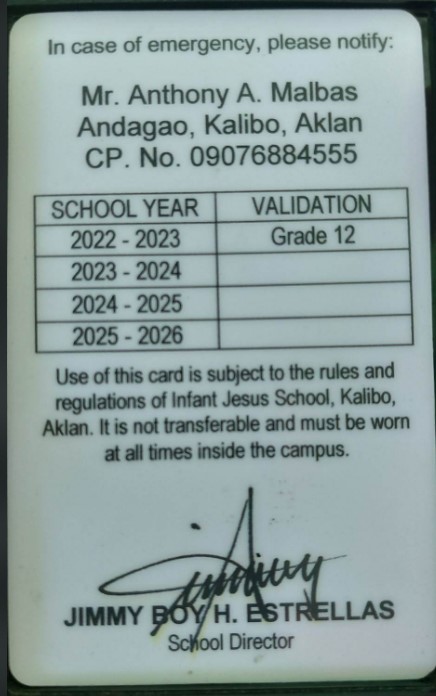 In case of emergency, please notify:
Mr. Anthony A. Malbas
Andagao, Kalibo, Aklan
CP. No. 09076884555
SCHOOL YEAR VALIDATION
2022 - 2023 Grade 12
2023 - 2024
2024 - 2025
2025 - 2026
Use of this card is subject to the rules and
regulations of Infant Jesus School, Kalibo,
Aklan. It is not transferable and must be worn
at all times inside the campus.
JIMMY BOY H. ESTRELLAS
School Director